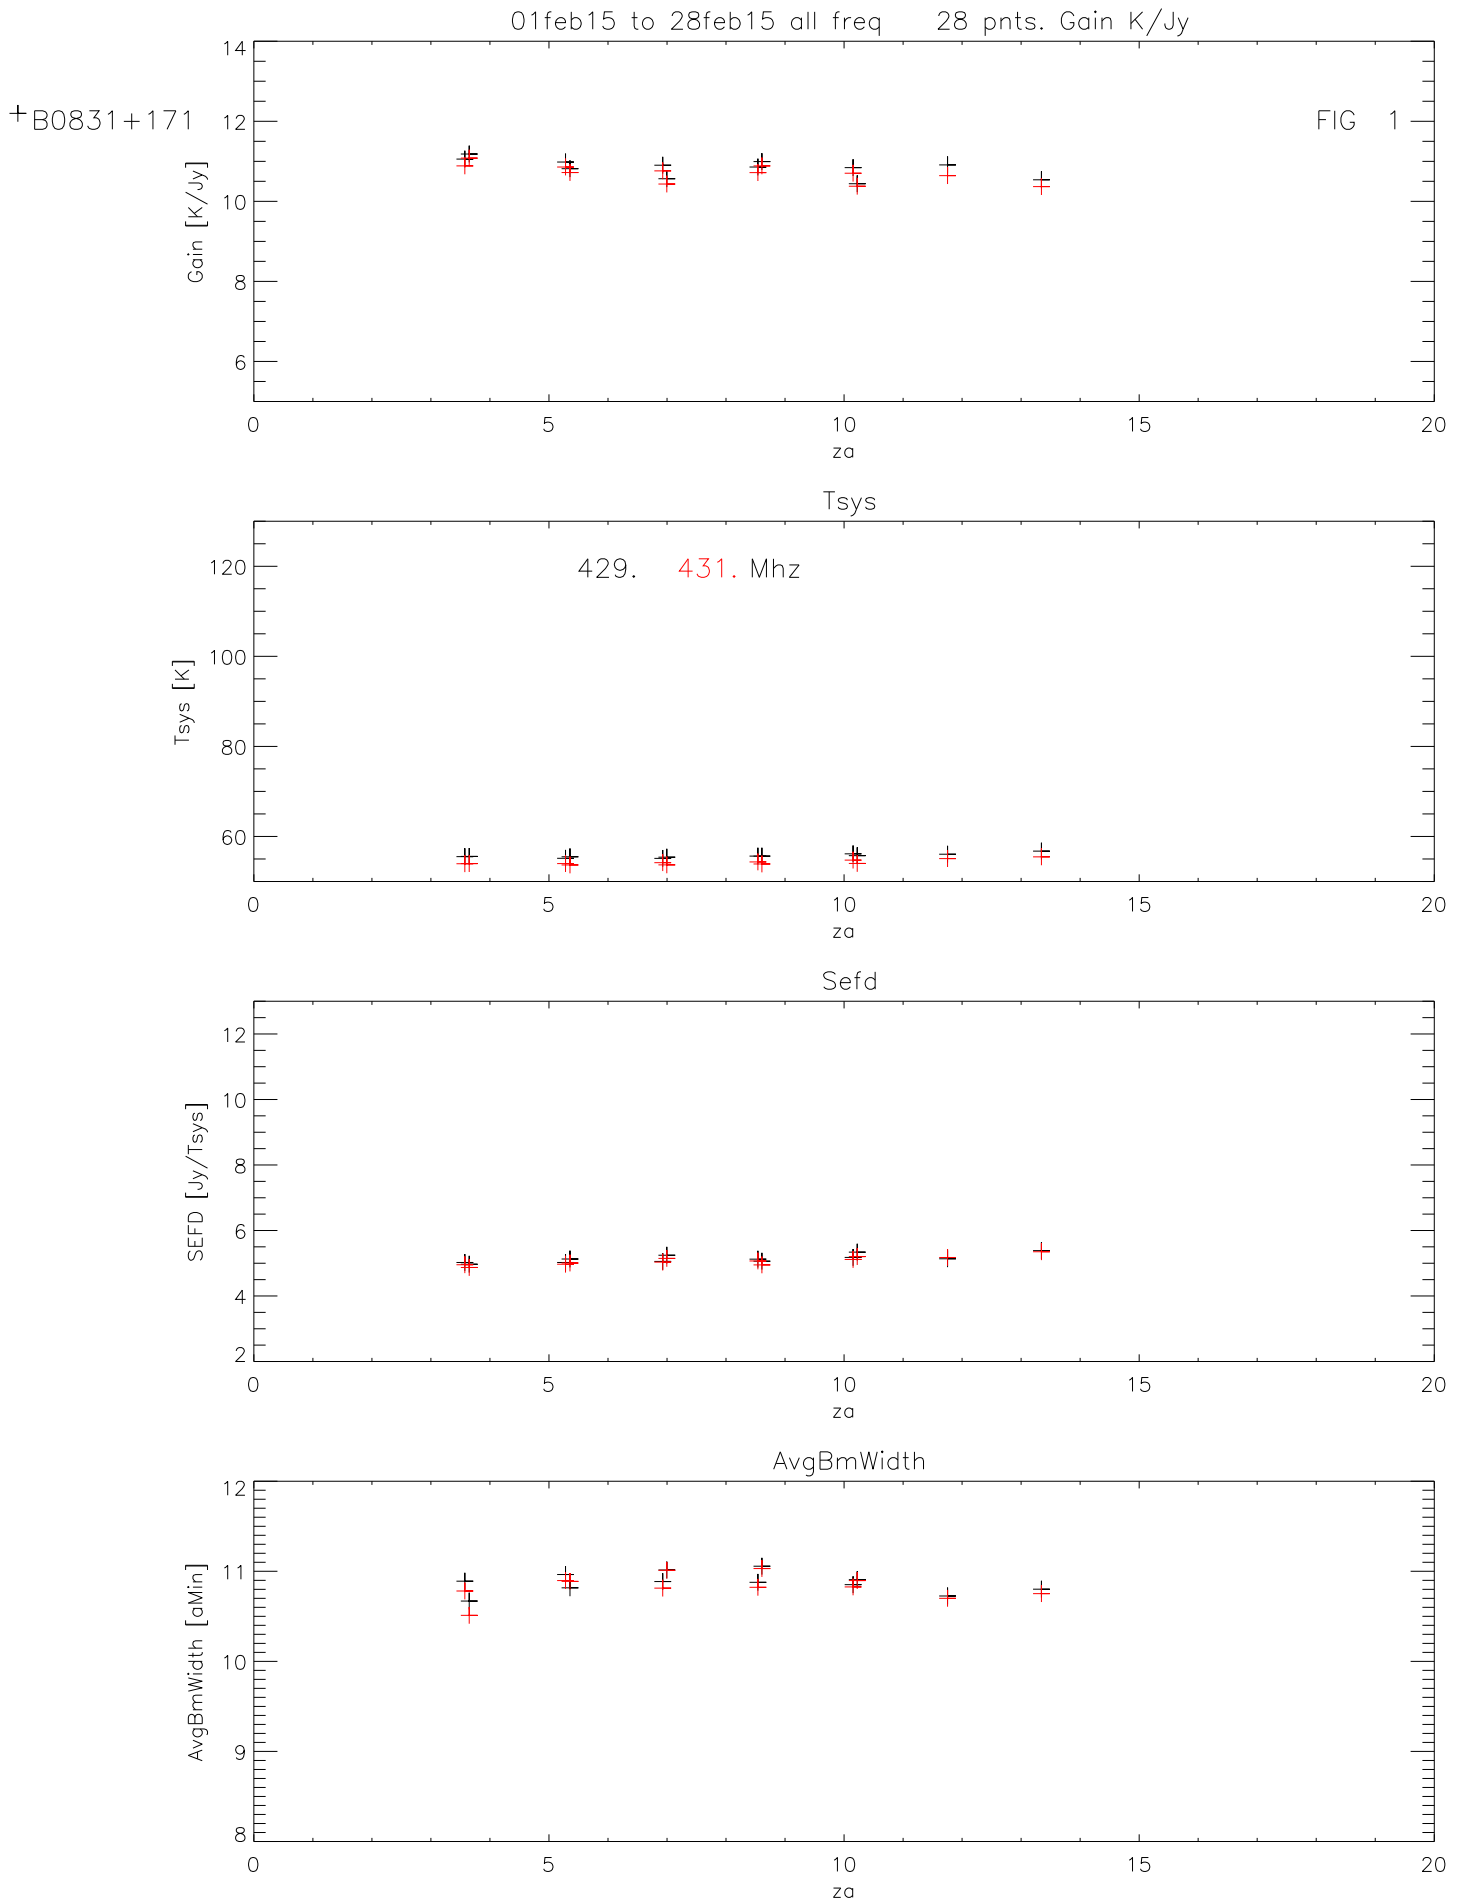 01feb15 to 28feb15 all freq 28 pnts. Gain K/Jy
14
+B0831+171
12
FIG 1
10
8
6
Gain [K/Jy]
0 5 10 15 20
za
Tsys
429. 431. Mhz
120
100
80
60
Tsys [K]
0 5 10 15 20
za
Sefd
12
10
8
6
4
2
SEFD [Jy/Tsys]
0 5 10 15 20
za
AvgBmWidth
12
11
10
9
8
AvgBmWidth [aMin]
0 5 10 15 20
za